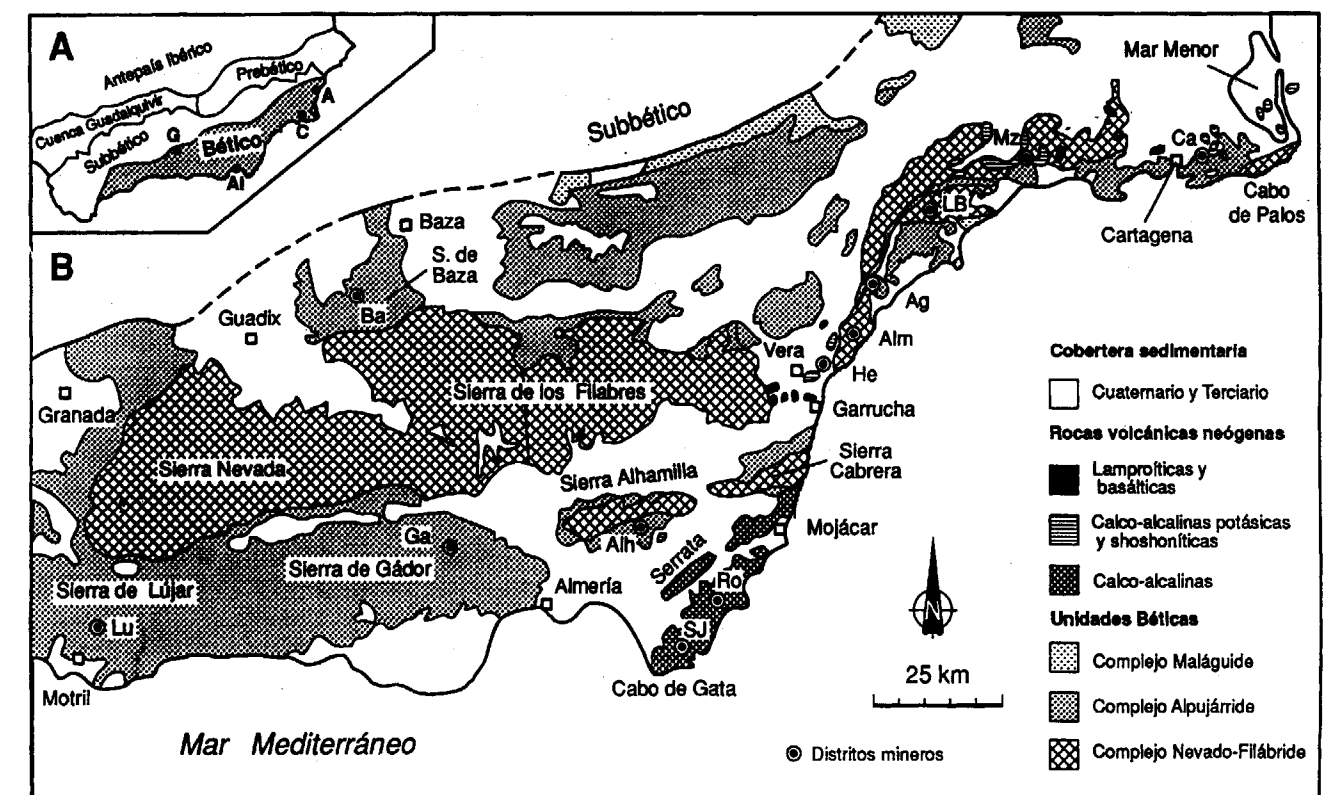 A
Antepaís Ibérico
Prebético
Cuenca Guadalquivir
Subbético
Bético
G
A
C
Al
B
Subbético
Mar Menor
Mz
Ca
LB
Cabo
de Palos
Cartagena
Baza
S. de
Baza
Ba
Guadix
Ag
Alm
Vera
He
Granada
Sierra de los Filabres
Garrucha
Sierra Nevada
Sierra
Cabrera
Sierra Alhamilla
Mojácar
Alh
Ga
Serrata
Sierra de Gádor
Ro
Sierra de Lújar
Almería
Lu
SJ
Motril
Cabo de Gata
Mar Mediterráneo
N
25 km
Distritos mineros
Cobertera sedimentaria
Cuaternario y Terciario
Rocas volcánicas neógenas
Lamproíticas y
basálticas
Calco-alcalinas potásicas
y shoshoníticas
Calco-alcalinas
Unidades Béticas
Complejo Maláguide
Complejo Alpujárride
Complejo Nevado-Filábride